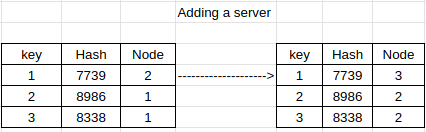 Adding a server
key Hash Node key Hash Node
1 7739 2 --------------------> 1 7739 3
2 8986 1 2 8986 2
3 8338 1 3 8338 2